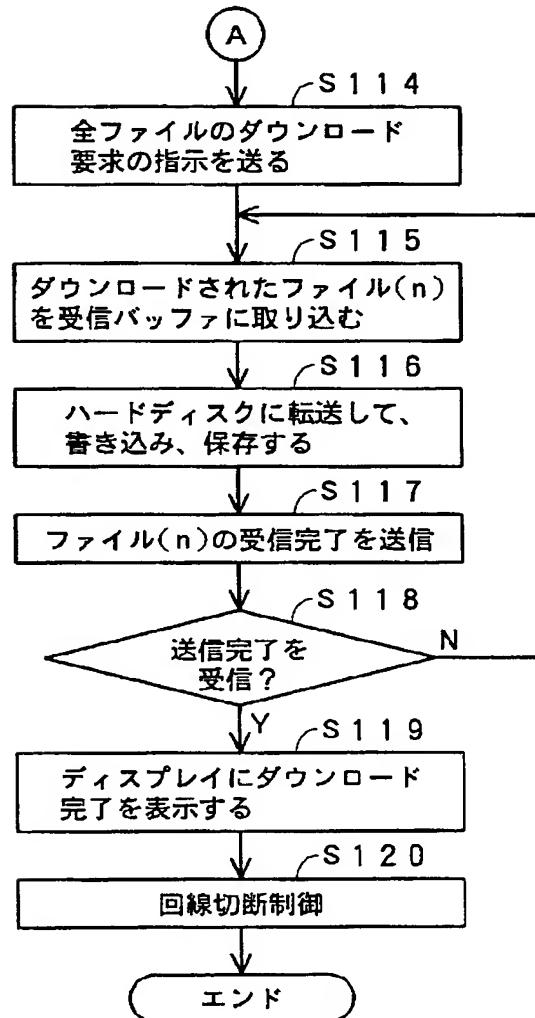 A
S114
全ファイルのダウンロード
要求の指示を送る
S115
ダウンロードされたファイル(n)
を受信バッファに取り込む
S116
ハードディスクに転送して、
書き込み、保存する
S117
ファイル(n)の受信完了を送信
S118
送信完了を
受信?
N
Y
S119
ディスプレイにダウンロード
完了を表示する
S120
回線切断制御
エンド